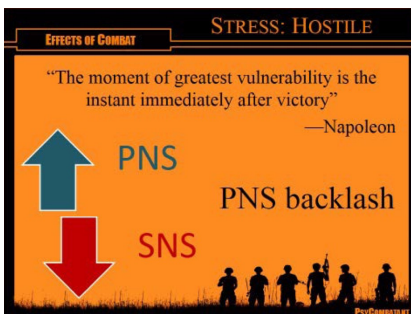 STRESS: HOSTILE
EFFECTS OF COMBAT
“The moment of greatest vulnerability is the
instant immediately after victory”
—Napoleon
PNS
PNS backlash
SNS
PSYCOMBATANT